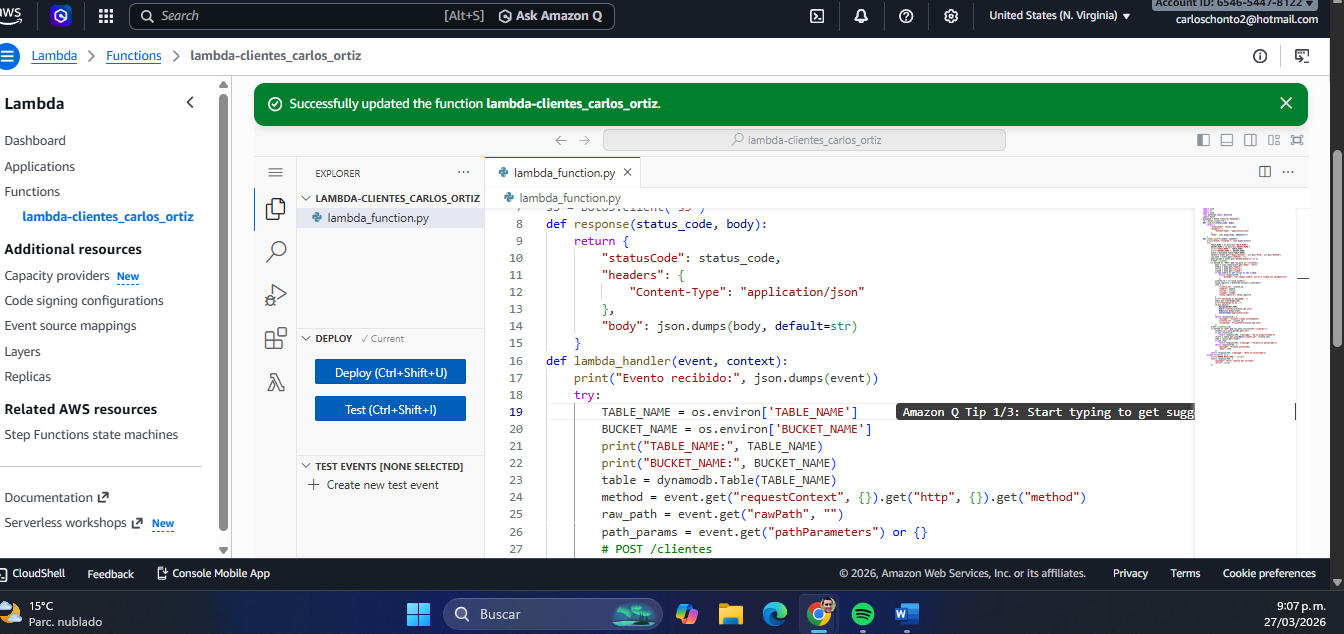 aws
Search [Alt+S] Ask Amazon Q
United States (N. Virginia)
Account ID: 6546-5447-8122
carloschonto2@hotmail.com
Lambda > Functions > lambda-clientes_carlos_ortiz
Lambda
Dashboard
Applications
Functions
lambda-clientes_carlos_ortiz
Additional resources
Capacity providers New
Code signing configurations
Event source mappings
Layers
Replicas
Related AWS resources
Step Functions state machines
Documentation
Serverless workshops New
Successfully updated the function lambda-clientes_carlos_ortiz.
lambda-clientes_carlos_ortiz
EXPLORER
LAMBDA-CLIENTES_CARLOS_ORTIZ
lambda_function.py
DEPLOY ✓ Current
Deploy (Ctrl+Shift+U)
Test (Ctrl+Shift+I)
TEST EVENTS [NONE SELECTED]
Create new test event
lambda_function.py
lambda_function.py
8 def response(status_code, body):
9 return {
10 "statusCode": status_code,
11 "headers": {
12 "Content-Type": "application/json"
13 },
14 "body": json.dumps(body, default=str)
15 }
16 def lambda_handler(event, context):
17 print("Evento recibido:", json.dumps(event))
18 try:
19 TABLE_NAME = os.environ['TABLE_NAME'] Amazon Q Tip 1/3: Start typing to get sugg
20 BUCKET_NAME = os.environ['BUCKET_NAME']
21 print("TABLE_NAME:", TABLE_NAME)
22 print("BUCKET_NAME:", BUCKET_NAME)
23 table = dynamodb.Table(TABLE_NAME)
24 method = event.get("requestContext", {}).get("http", {}).get("method")
25 raw_path = event.get("rawPath", "")
26 path_params = event.get("pathParameters") or {}
27 # POST /clientes
CloudShell Feedback Console Mobile App © 2026, Amazon Web Services, Inc. or its affiliates. Privacy Terms Cookie preferences
15°C
Parc. nublado
Buscar
9:07 p. m.
27/03/2026